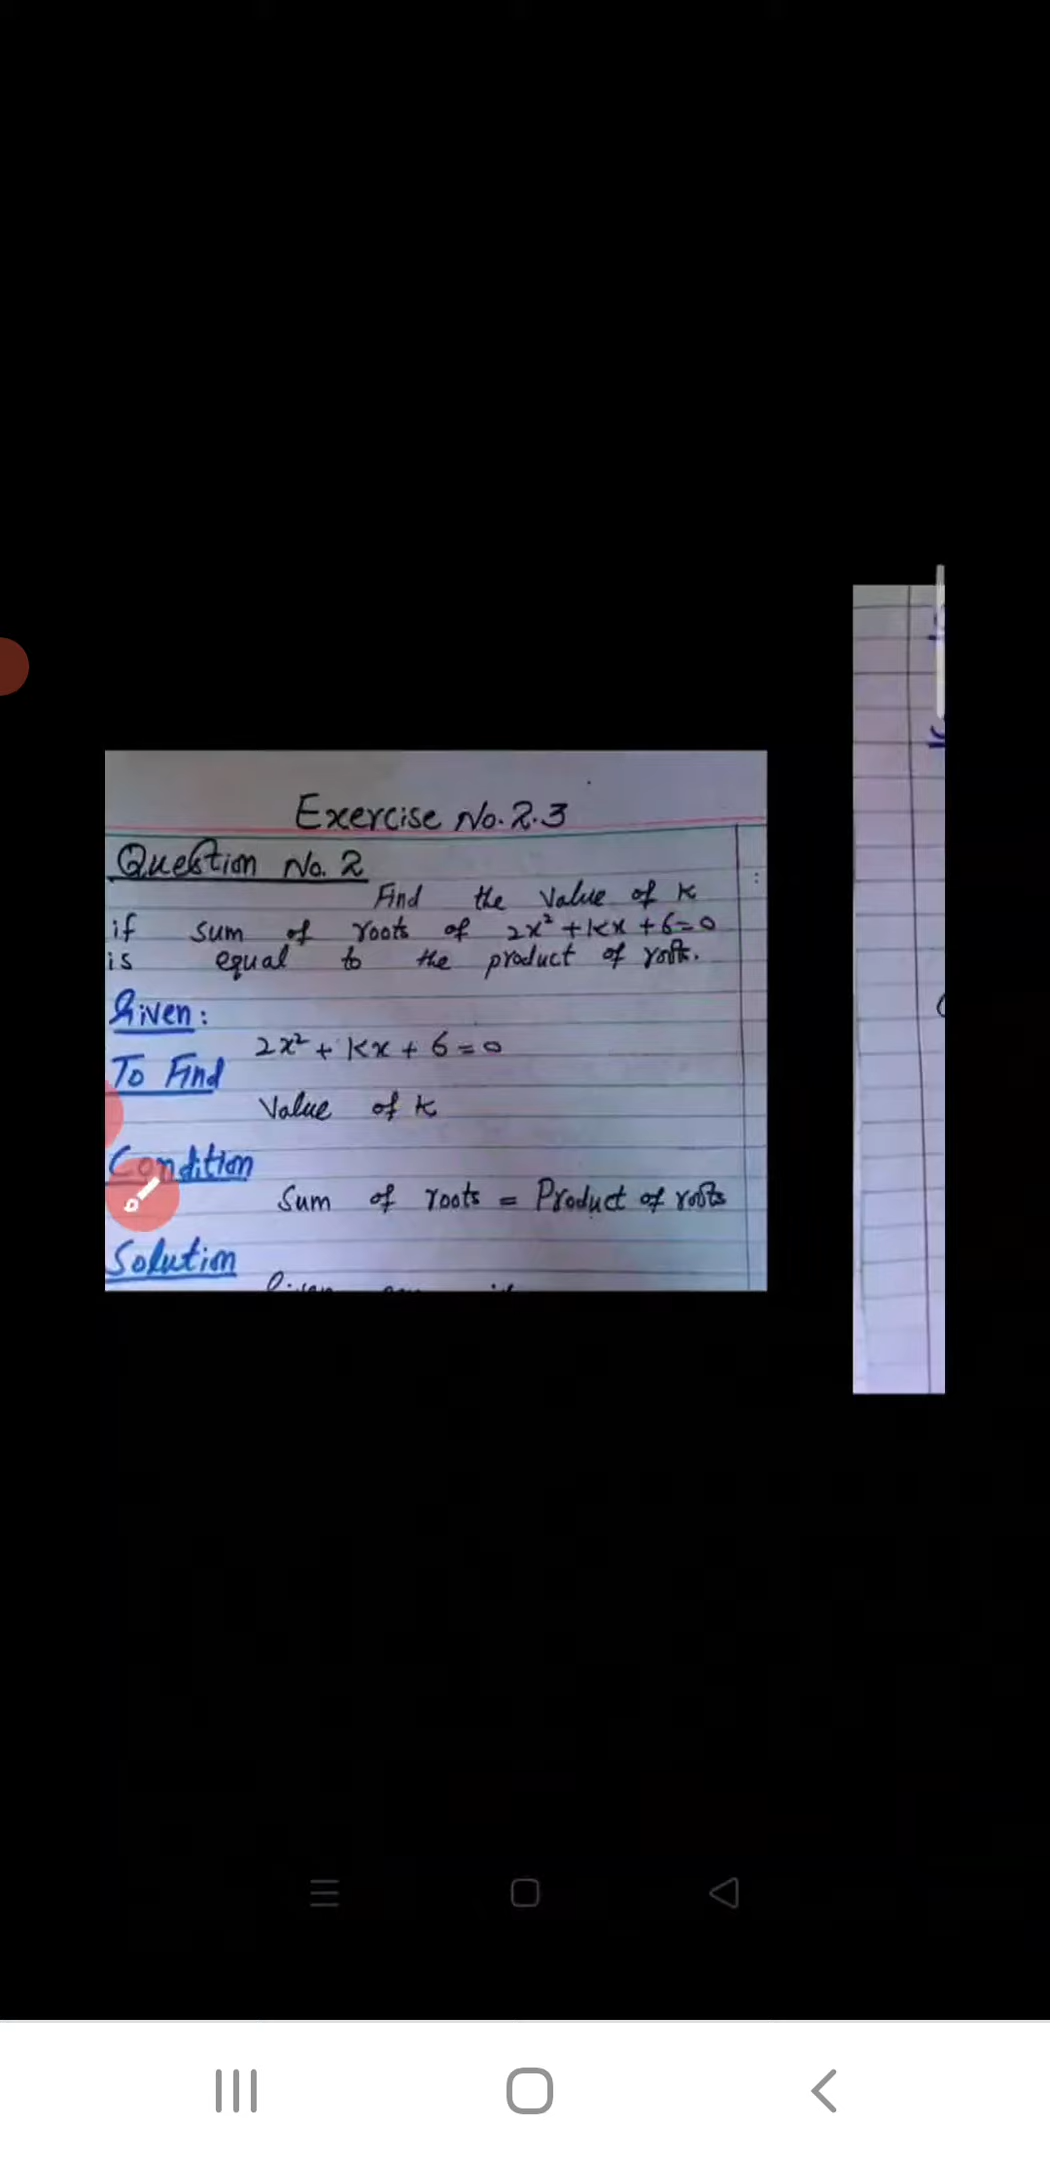 Exercise No. 2.3
Question No. 2
Find the value of k
if sum of roots of 2x² + kx + 6 = 0
is equal to the product of roots.
Given:
2x² + kx + 6 = 0
To Find
Value of k
Condition
Sum of roots = Product of roots
Solution